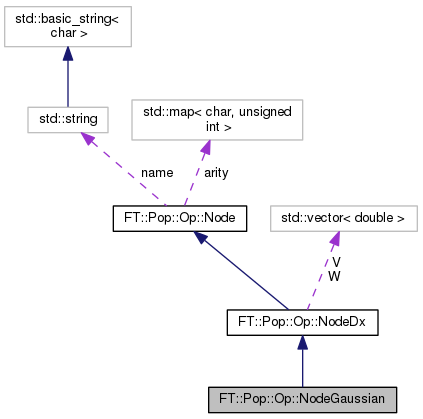 std::basic_string<
char >
std::string
std::map< char, unsigned
int >
name
arity
FT::Pop::Op::Node
std::vector< double >
V
W
FT::Pop::Op::NodeDx
FT::Pop::Op::NodeGaussian